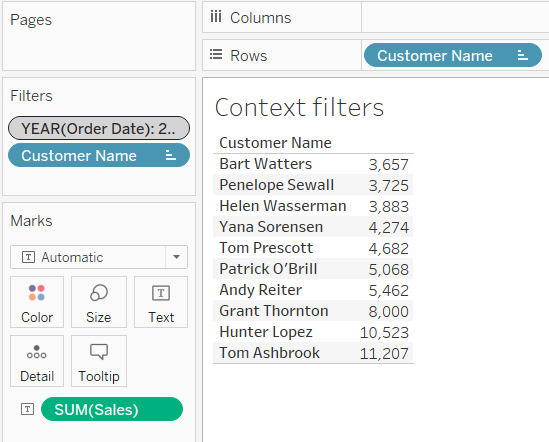 Pages
iii Columns
Rows Customer Name
Filters
YEAR(Order Date): 2..
Customer Name
Marks
T Automatic
Color Size T Text
Detail Tooltip
T SUM(Sales)
Context filters
Customer Name
Bart Watters 3,657
Penelope Sewall 3,725
Helen Wasserman 3,883
Yana Sorensen 4,274
Tom Prescott 4,682
Patrick O’Brill 5,068
Andy Reiter 5,462
Grant Thornton 8,000
Hunter Lopez 10,523
Tom Ashbrook 11,207